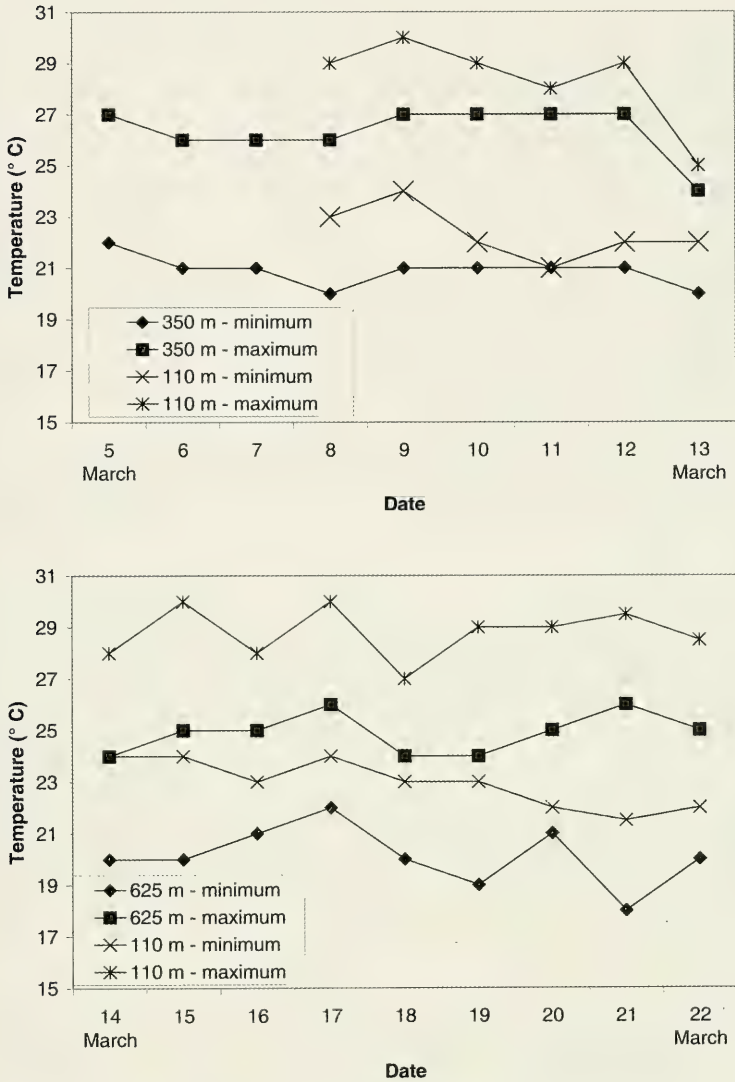 31
29
27
25
23
21
19
17
15
Temperature (° C)
350 m - minimum
350 m - maximum
110 m - minimum
110 m - maximum
5 6 7 8 9 10 11 12 13
March March
Date
31
29
27
25
23
21
19
17
15
Temperature (° C)
625 m - minimum
625 m - maximum
110 m - minimum
110 m - maximum
14 15 16 17 18 19 20 21 22
March March
Date